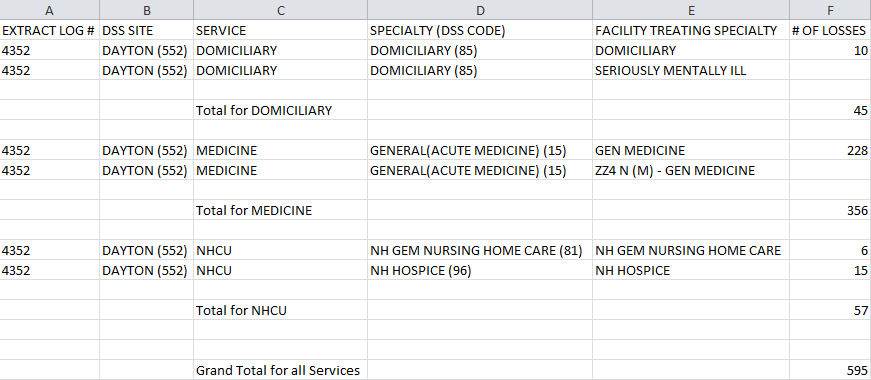 A B C D E F
EXTRACT LOG # DSS SITE SERVICE SPECIALTY (DSS CODE) FACILITY TREATING SPECIALTY # OF LOSSES
4352 DAYTON (552) DOMICILIARY DOMICILIARY (85) DOMICILIARY 10
4352 DAYTON (552) DOMICILIARY DOMICILIARY (85) SERIOUSLY MENTALLY ILL
Total for DOMICILIARY 45
4352 DAYTON (552) MEDICINE GENERAL(ACUTE MEDICINE) (15) GEN MEDICINE 228
4352 DAYTON (552) MEDICINE GENERAL(ACUTE MEDICINE) (15) ZZ4 N (M) - GEN MEDICINE
Total for MEDICINE 356
4352 DAYTON (552) NHCU NH GEM NURSING HOME CARE (81) NH GEM NURSING HOME CARE 6
4352 DAYTON (552) NHCU NH HOSPICE (96) NH HOSPICE 15
Total for NHCU 57
Grand Total for all Services 595